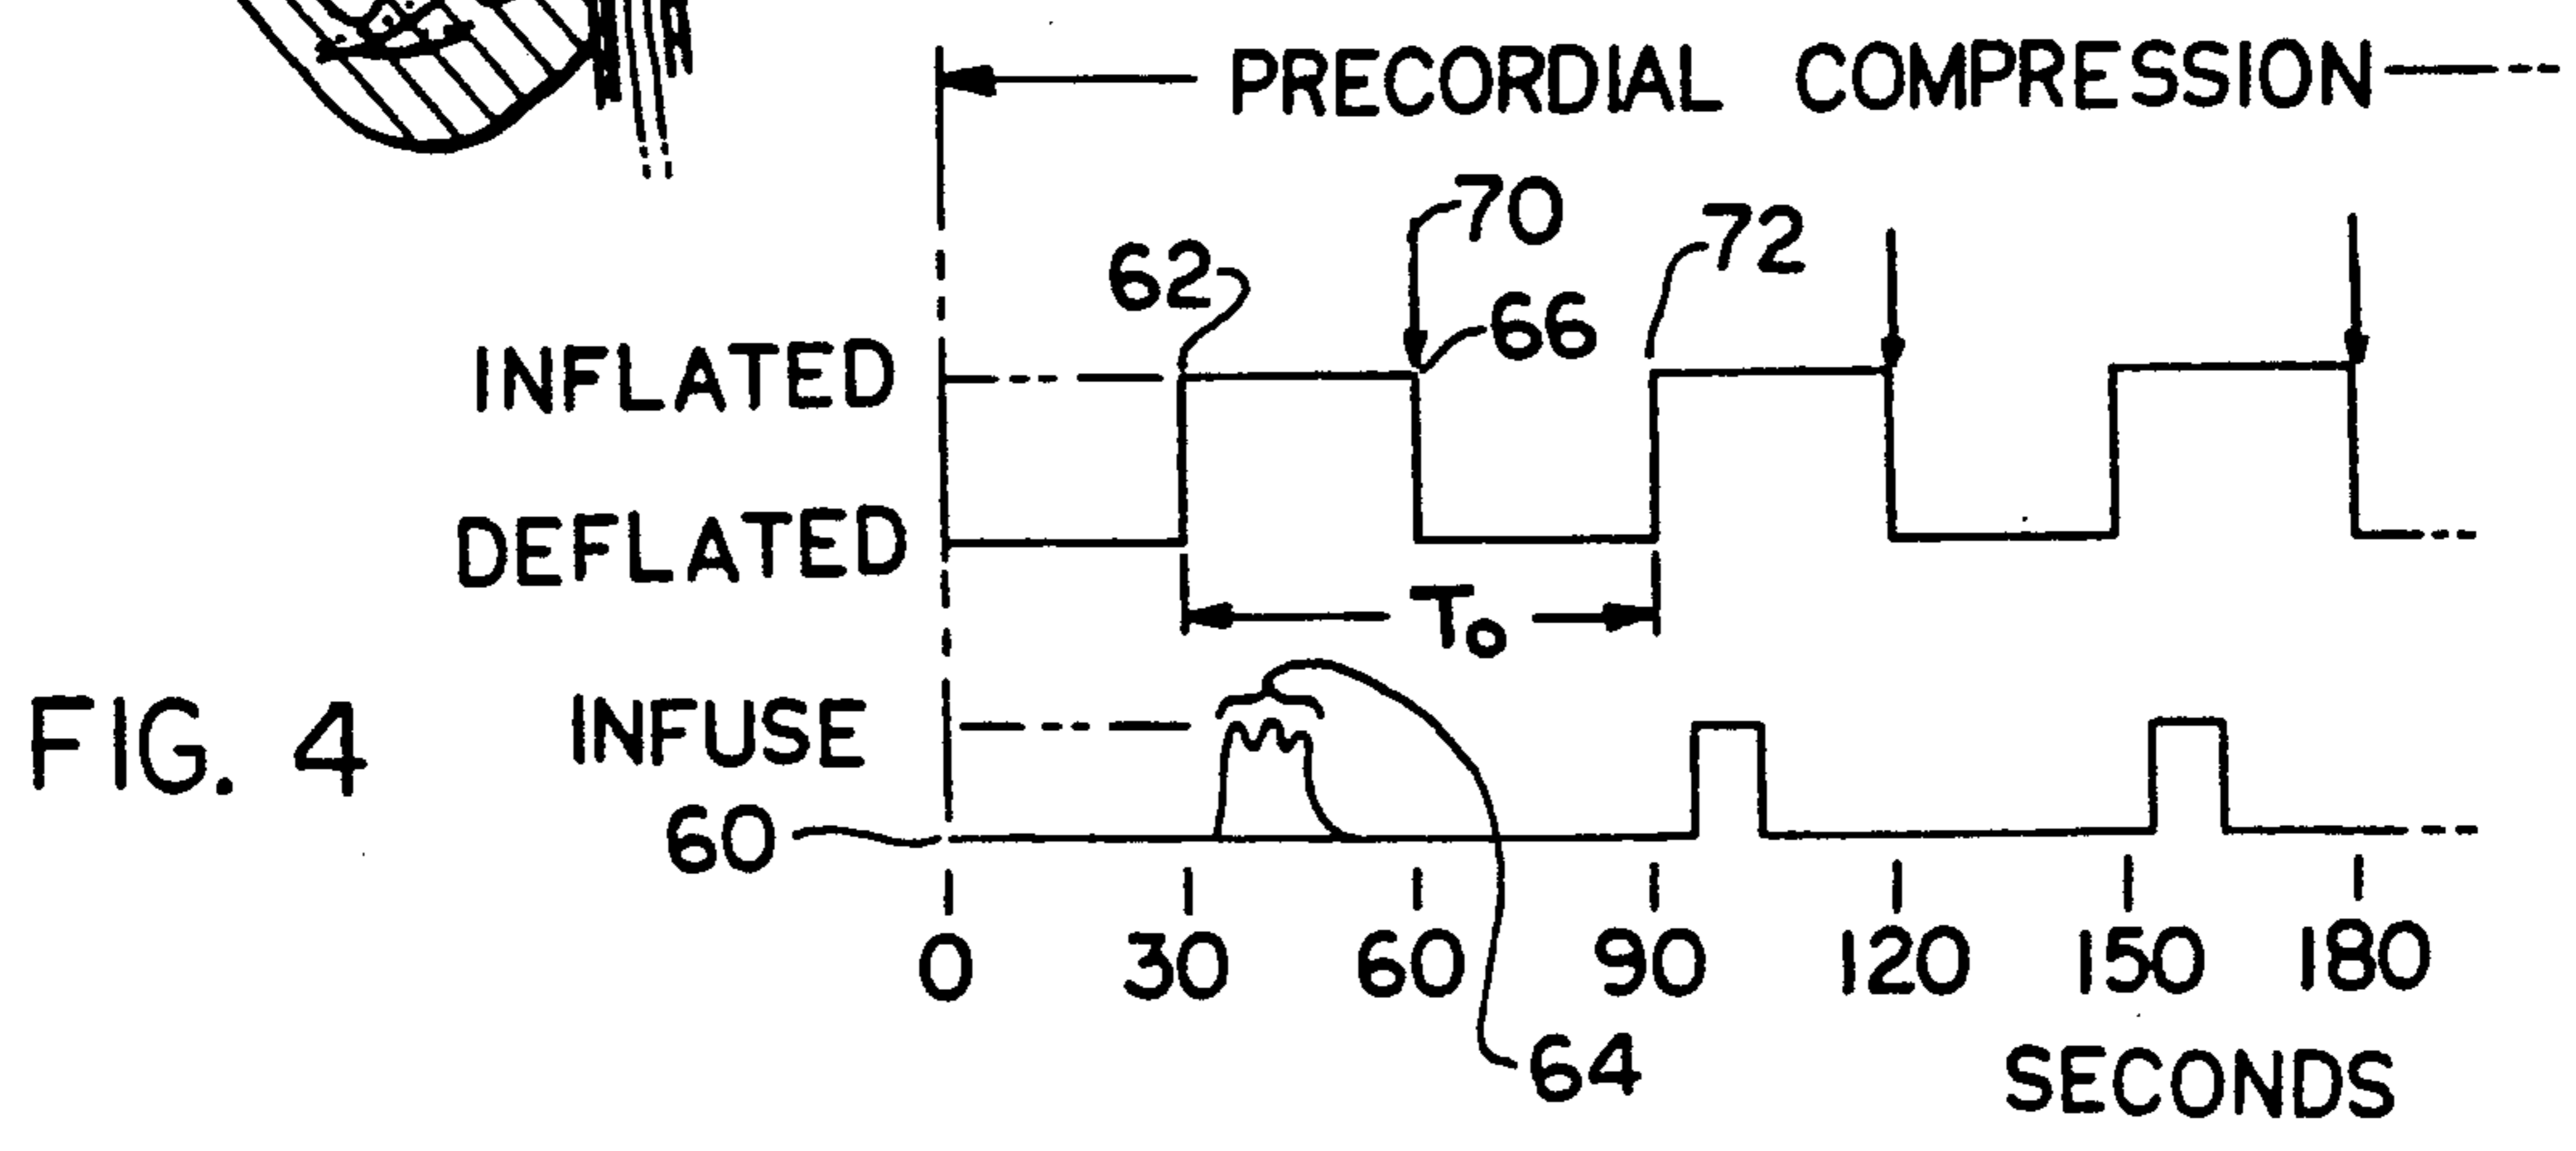 PRECORDIAL COMPRESSION
70
72
62
66
INFLATED
DEFLATED
To
INFUSE
FIG. 4
60
0 30 60 90 120 150 180
64
SECONDS